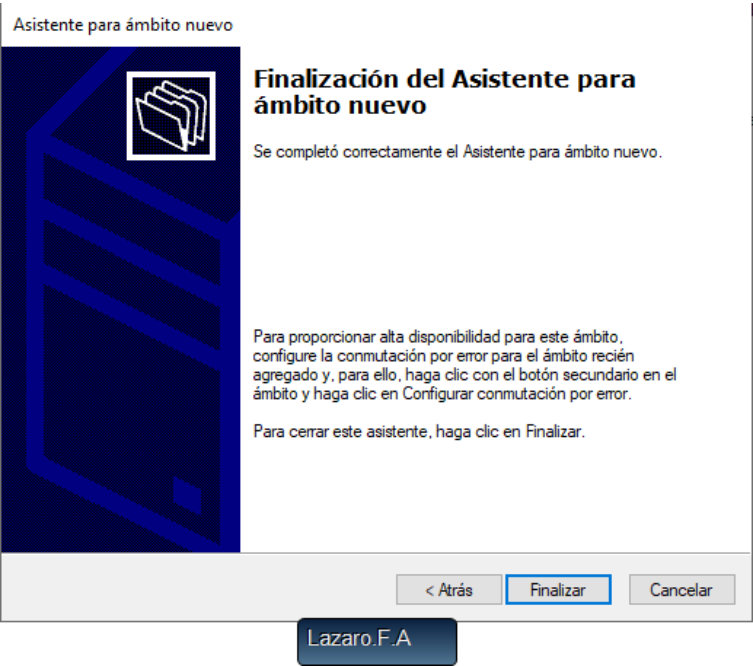 Asistente para ámbito nuevo
Finalización del Asistente para
ámbito nuevo
Se completó correctamente el Asistente para ámbito nuevo.
Para proporcionar alta disponibilidad para este ámbito,
configure la conmutación por error para el ámbito recién
agregado y, para ello, haga clic con el botón secundario en el
ámbito y haga clic en Configurar conmutación por error.
Para cerrar este asistente, haga clic en Finalizar.
< Atrás Finalizar Cancelar
Lazaro.F.A